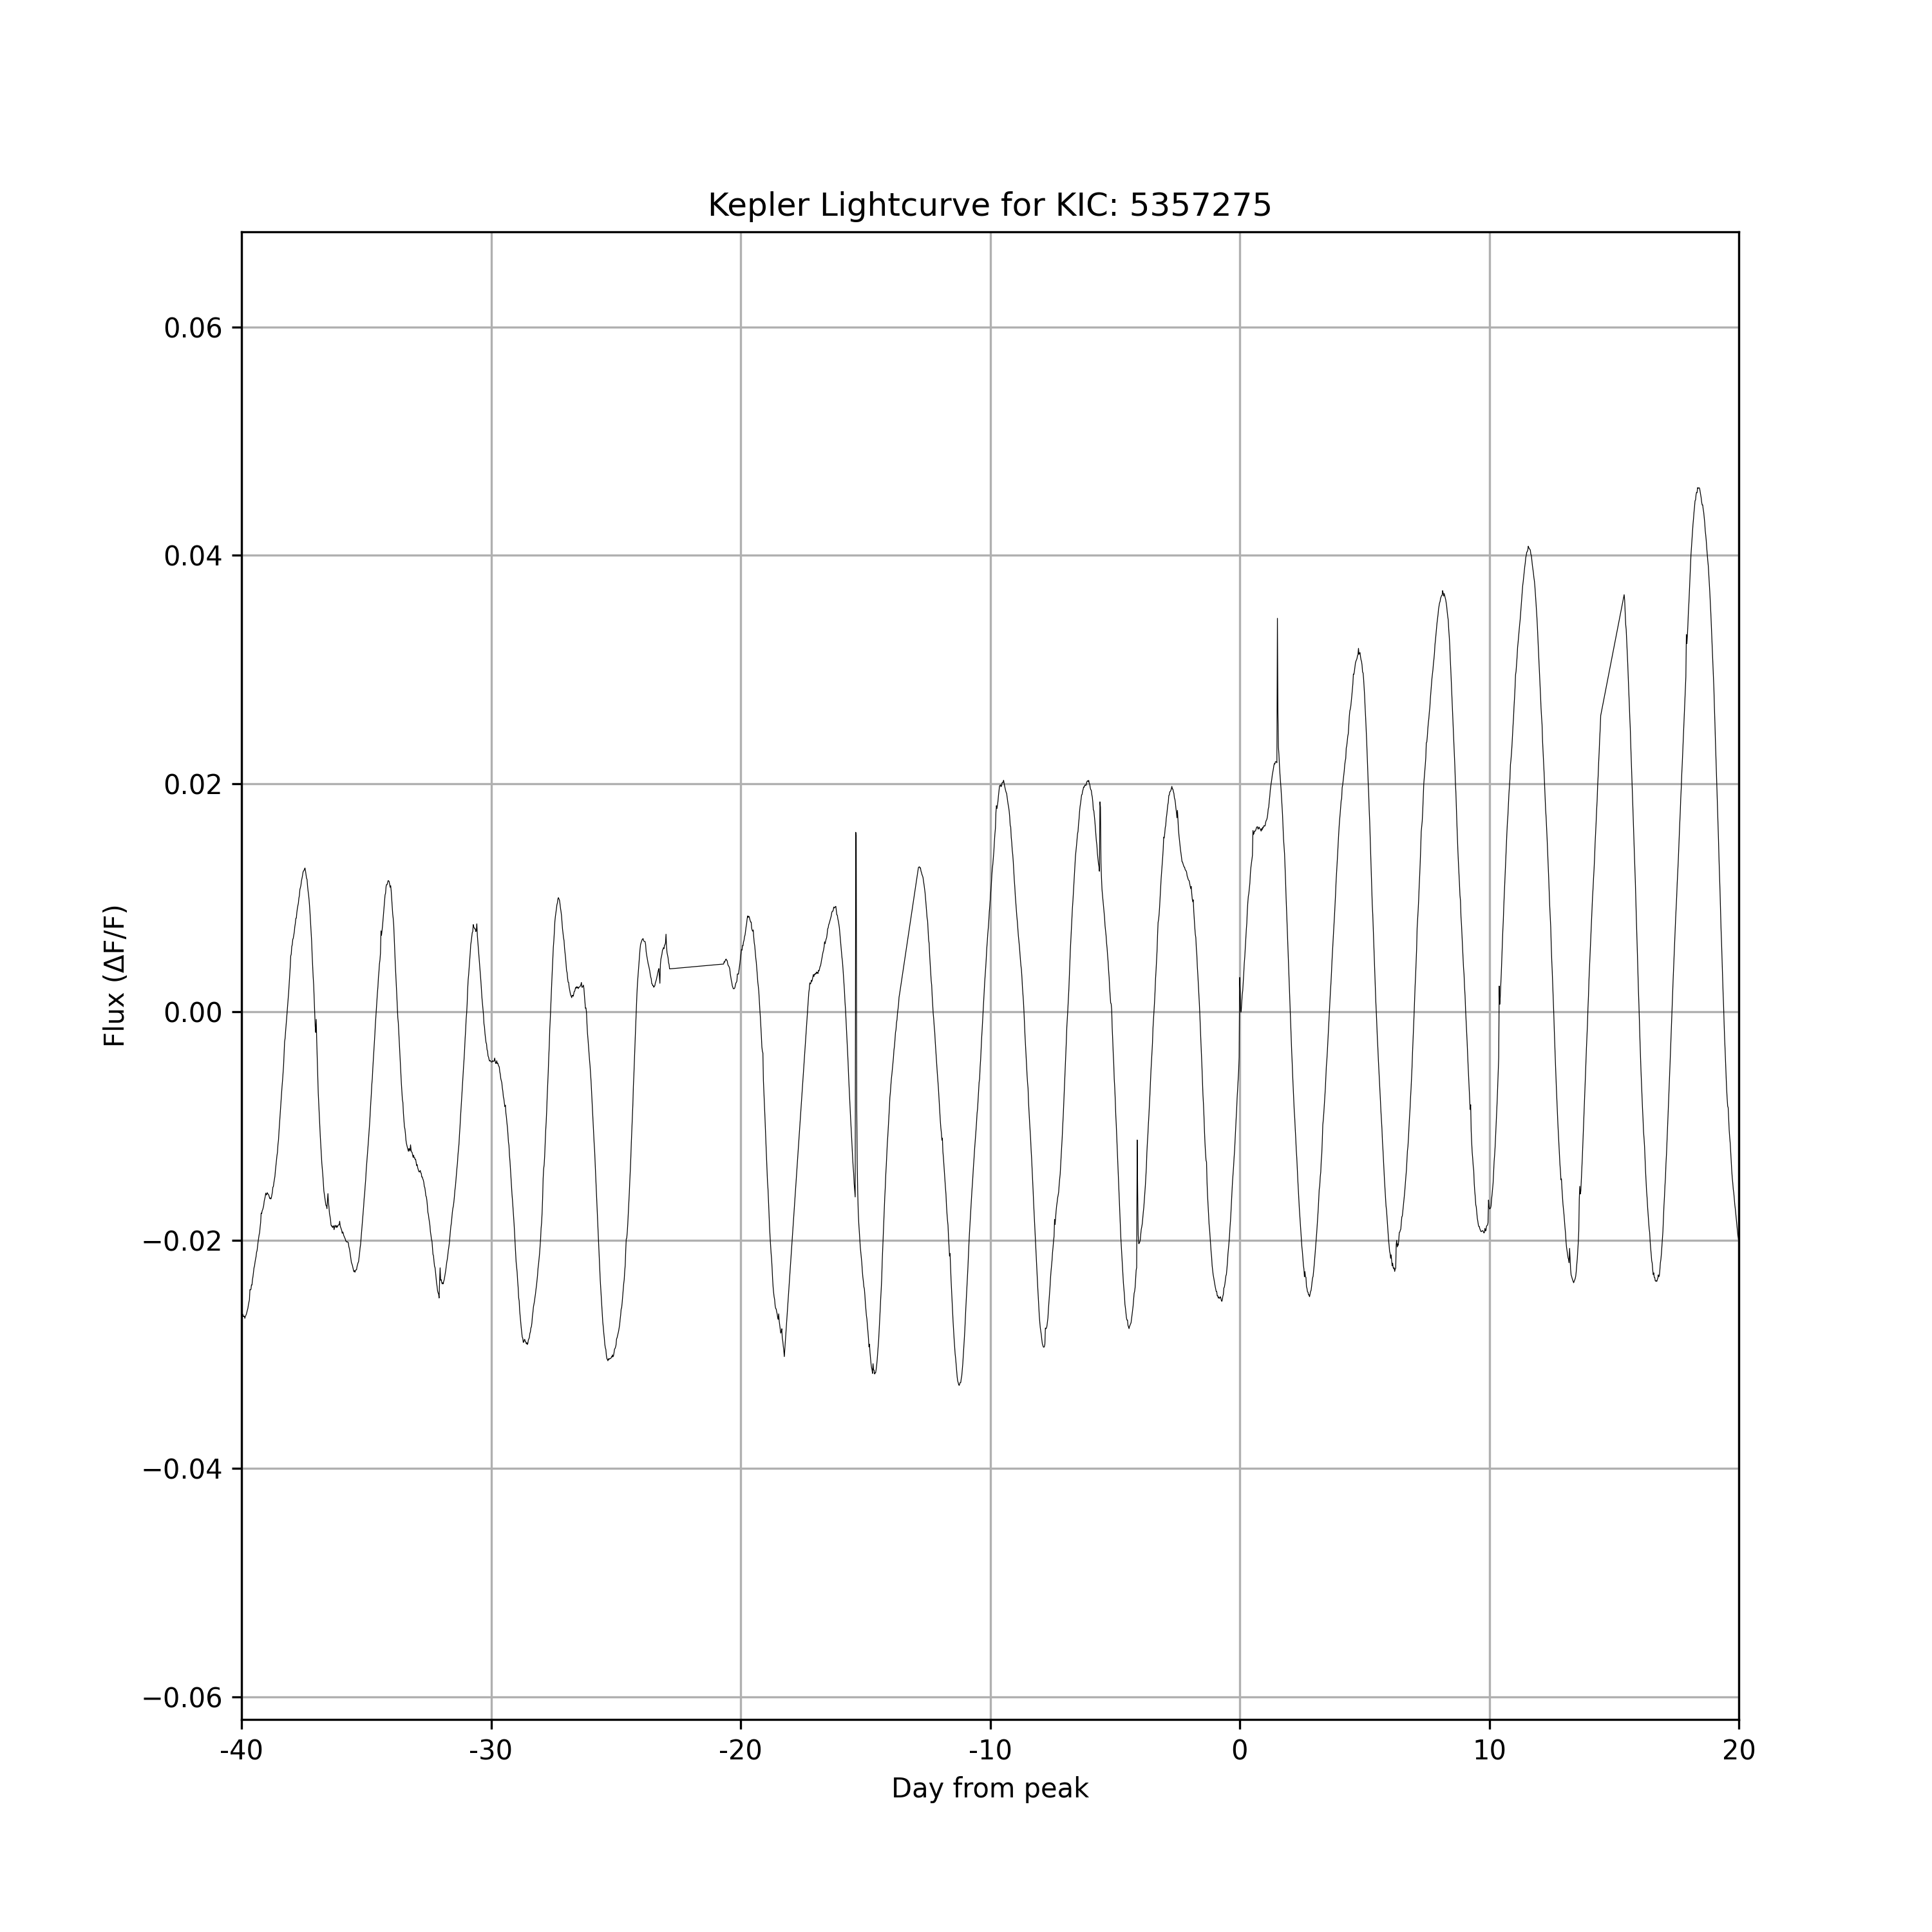 Kepler Lightcurve for KIC: 5357275
0.06
0.04
0.02
0.00
−0.02
−0.04
−0.06
Flux (ΔF/F)
-40 -30 -20 -10 0 10 20
Day from peak